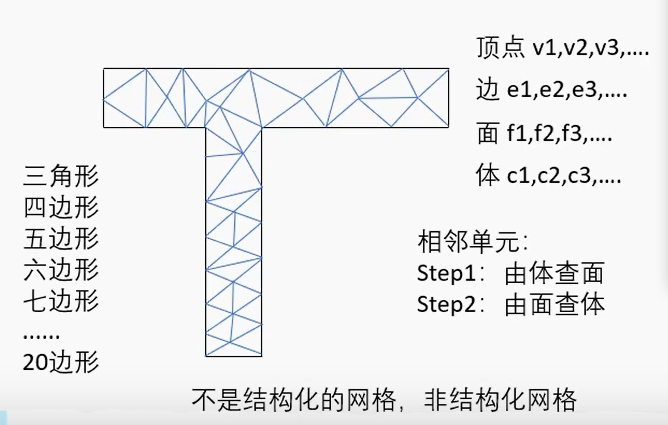 顶点 v1,v2,v3,....
边 e1,e2,e3,....
面 f1,f2,f3,....
体 c1,c2,c3,....
三角形
四边形
五边形
六边形
七边形
......
20边形
相邻单元：
Step1：由体查面
Step2：由面查体
不是结构化的网格，非结构化网格